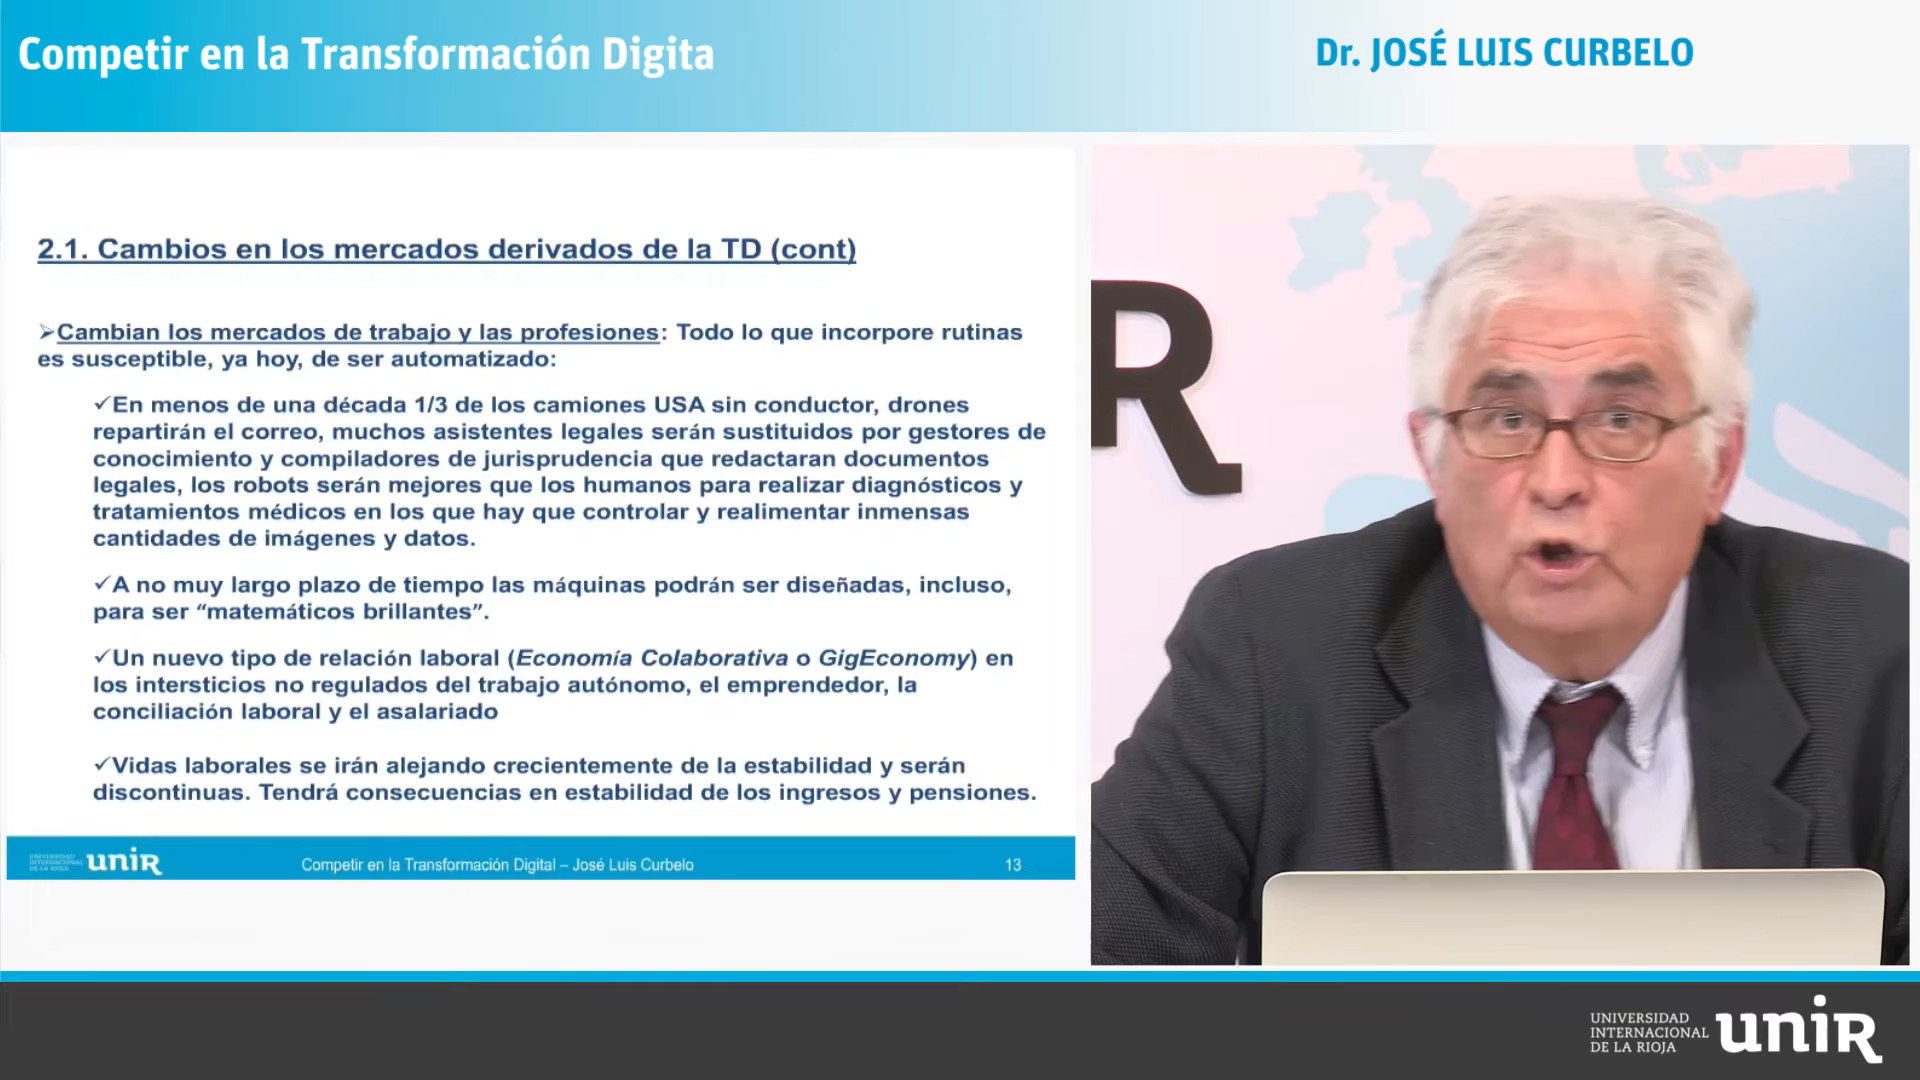 Competir en la Transformación Digita
Dr. JOSÉ LUIS CURBELO
2.1. Cambios en los mercados derivados de la TD (cont)
➢Cambian los mercados de trabajo y las profesiones: Todo lo que incorpore rutinas
es susceptible, ya hoy, de ser automatizado:
✓En menos de una década 1/3 de los camiones USA sin conductor, drones
repartirán el correo, muchos asistentes legales serán sustituidos por gestores de
conocimiento y compiladores de jurisprudencia que redactaran documentos
legales, los robots serán mejores que los humanos para realizar diagnósticos y
tratamientos médicos en los que hay que controlar y realimentar inmensas
cantidades de imágenes y datos.
✓A no muy largo plazo de tiempo las máquinas podrán ser diseñadas, incluso,
para ser “matemáticos brillantes”.
✓Un nuevo tipo de relación laboral (Economía Colaborativa o GigEconomy) en
los intersticios no regulados del trabajo autónomo, el emprendedor, la
conciliación laboral y el asalariado
✓Vidas laborales se irán alejando crecientemente de la estabilidad y serán
discontinuas. Tendrá consecuencias en estabilidad de los ingresos y pensiones.
UNIVERSIDAD
INTERNACIONAL
DE LA RIOJA
unir
Competir en la Transformación Digital – José Luis Curbelo
13
R
UNIVERSIDAD
INTERNACIONAL
DE LA RIOJA
unir